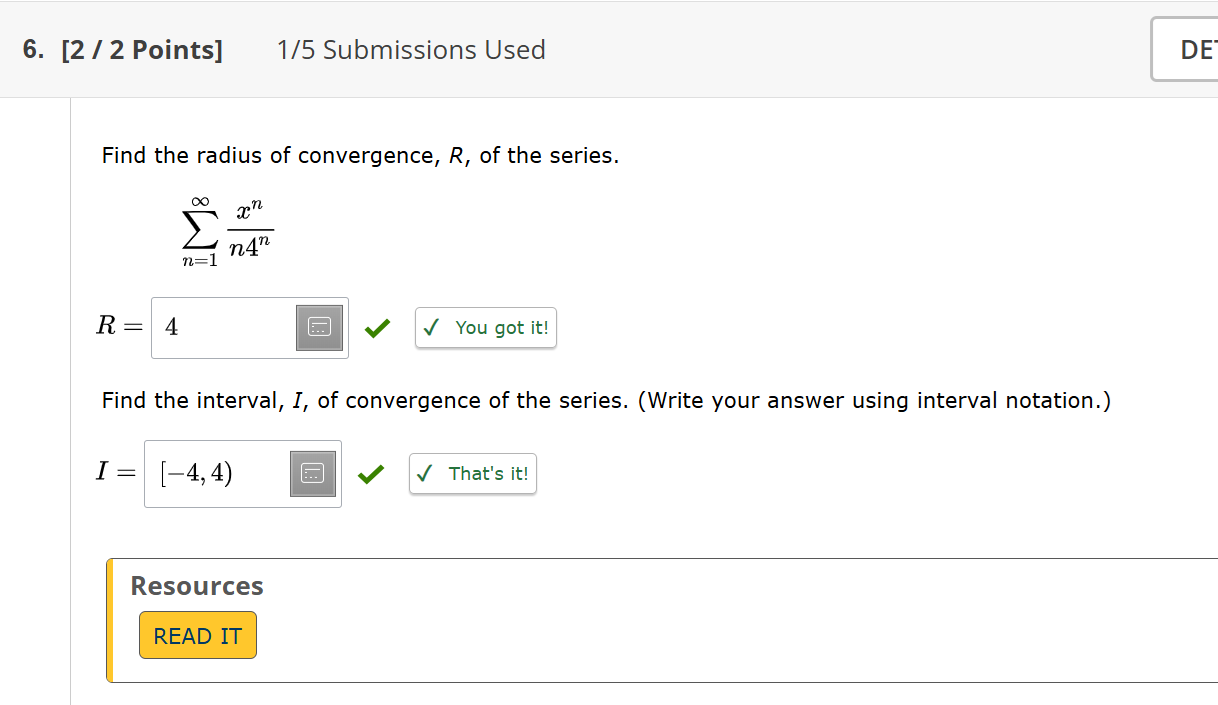 6. [2 / 2 Points] 1/5 Submissions Used DE
Find the radius of convergence, R, of the series.
∞
∑
n=1
xⁿ
n4ⁿ
R = 4 ✓ You got it!
Find the interval, I, of convergence of the series. (Write your answer using interval notation.)
I = [−4, 4) ✓ That's it!
Resources
READ IT